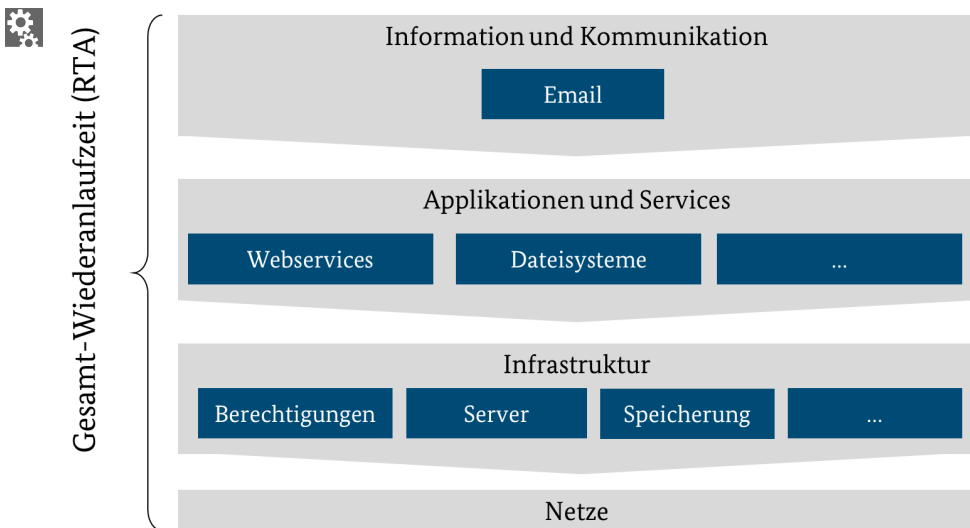 Gesamt-Wiederanlaufzeit (RTA)
Information und Kommunikation
Email
Applikationen und Services
Webservices
Dateisysteme
...
Infrastruktur
Berechtigungen
Server
Speicherung
...
Netze